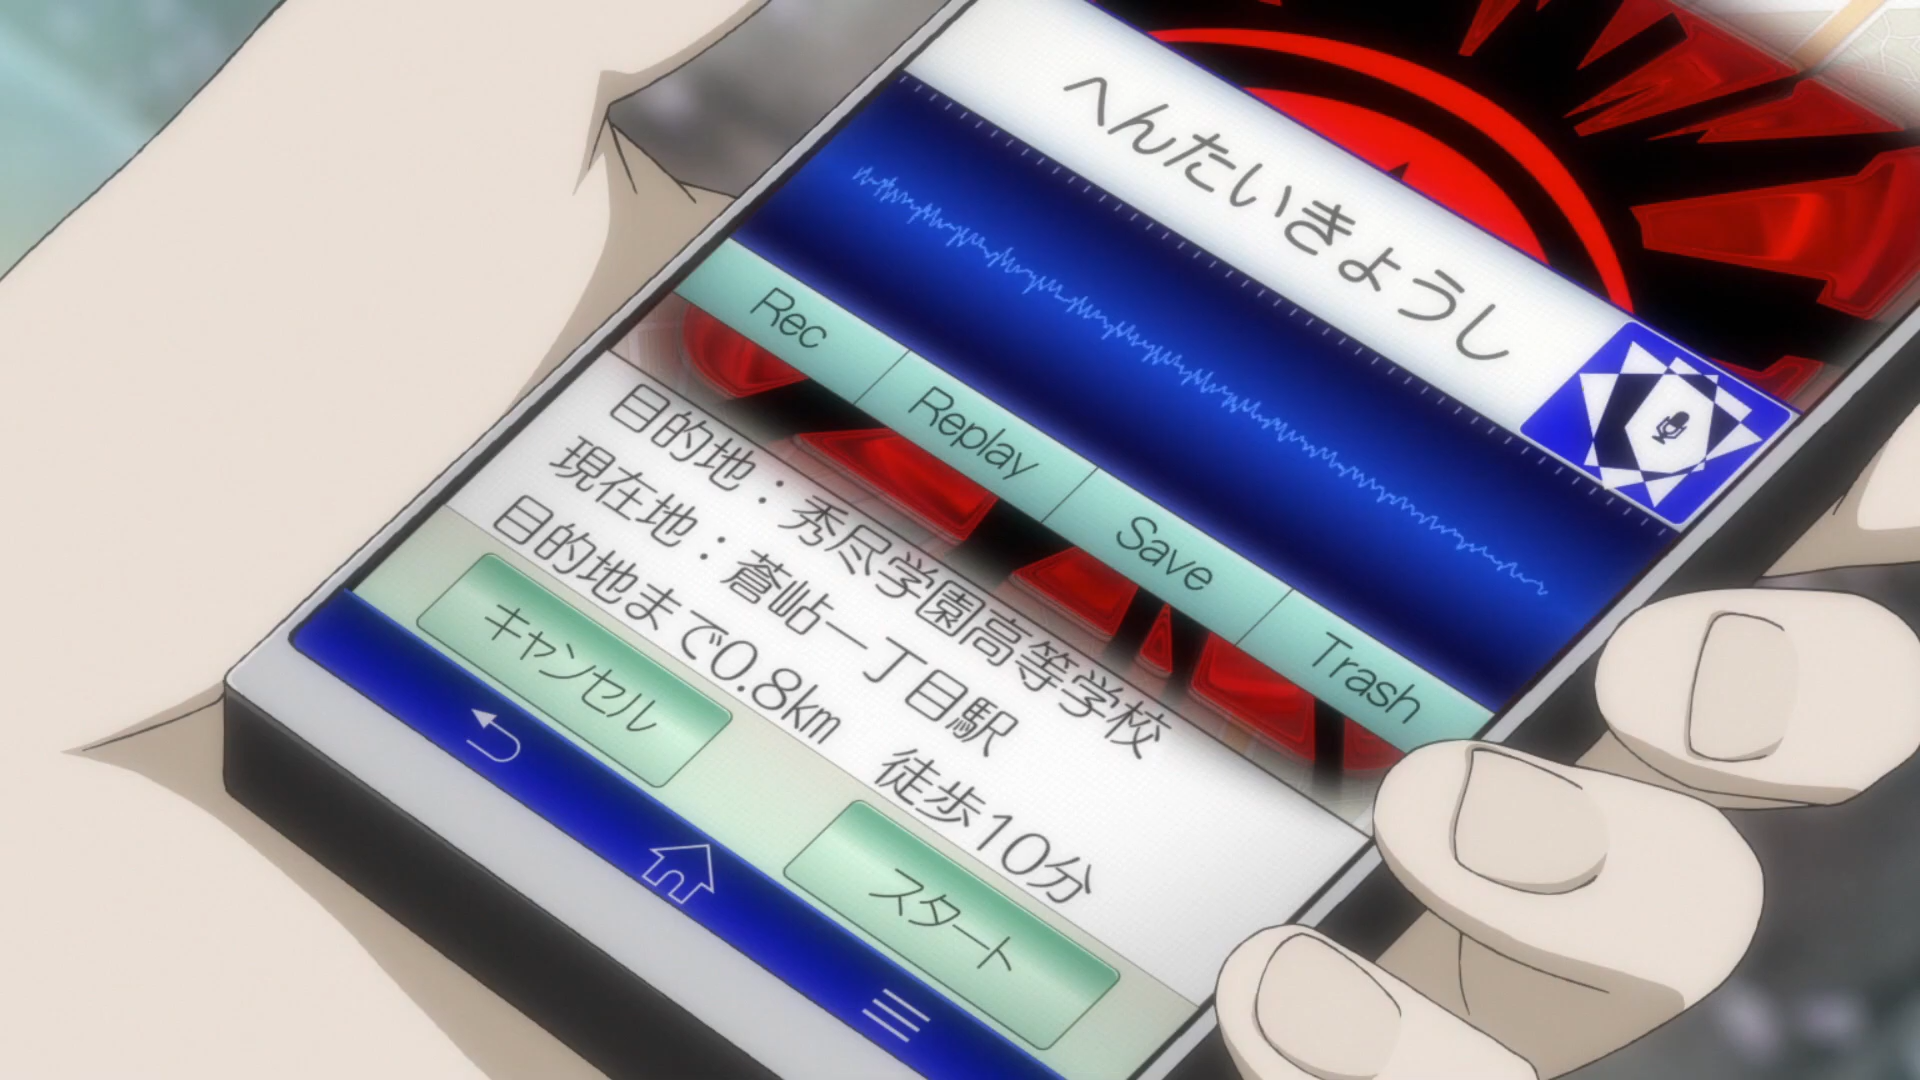 へんたいきょうし
Rec
Replay
Save
Trash
目的地：秀尽学園高等学校
現在地：蒼山一丁目駅
目的地まで0.8km　徒歩10分
キャンセル
スタート